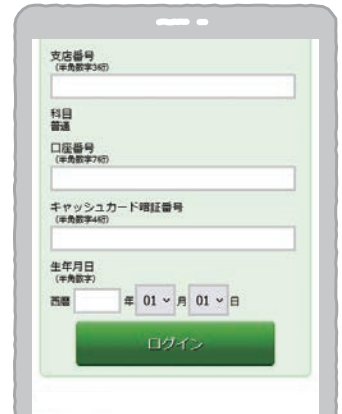 支店番号
(半角数字3桁)
科目
普通
口座番号
(半角数字7桁)
キャッシュカード暗証番号
(半角数字4桁)
生年月日
(半角数字)
西暦 年 01 月 01 日
ログイン